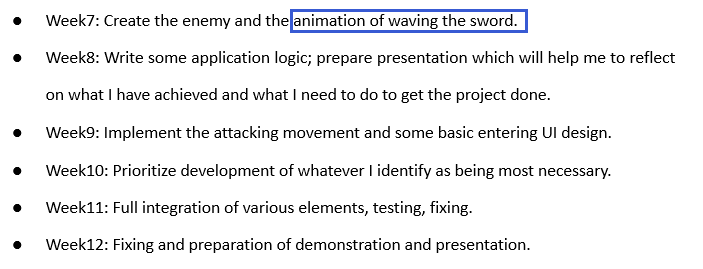 ● Week7: Create the enemy and the animation of waving the sword.
● Week8: Write some application logic; prepare presentation which will help me to reflect
on what I have achieved and what I need to do to get the project done.
● Week9: Implement the attacking movement and some basic entering UI design.
● Week10: Prioritize development of whatever I identify as being most necessary.
● Week11: Full integration of various elements, testing, fixing.
● Week12: Fixing and preparation of demonstration and presentation.